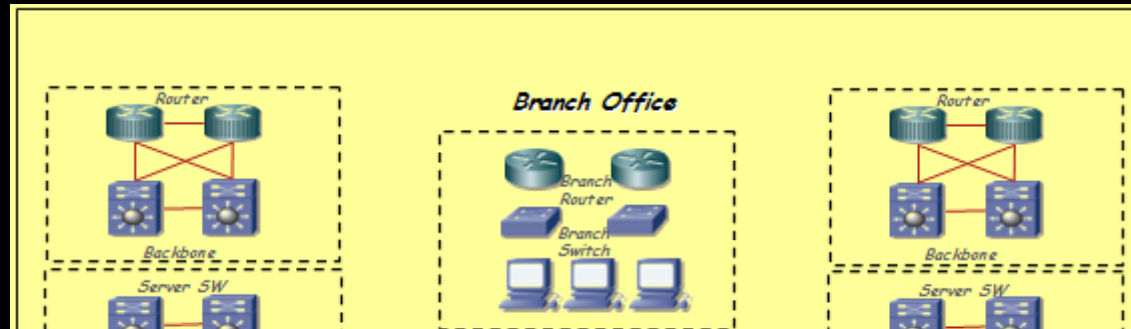 Router
Backbone
Server SW
Branch Office
Branch
Router
Branch
Switch
Router
Backbone
Server SW